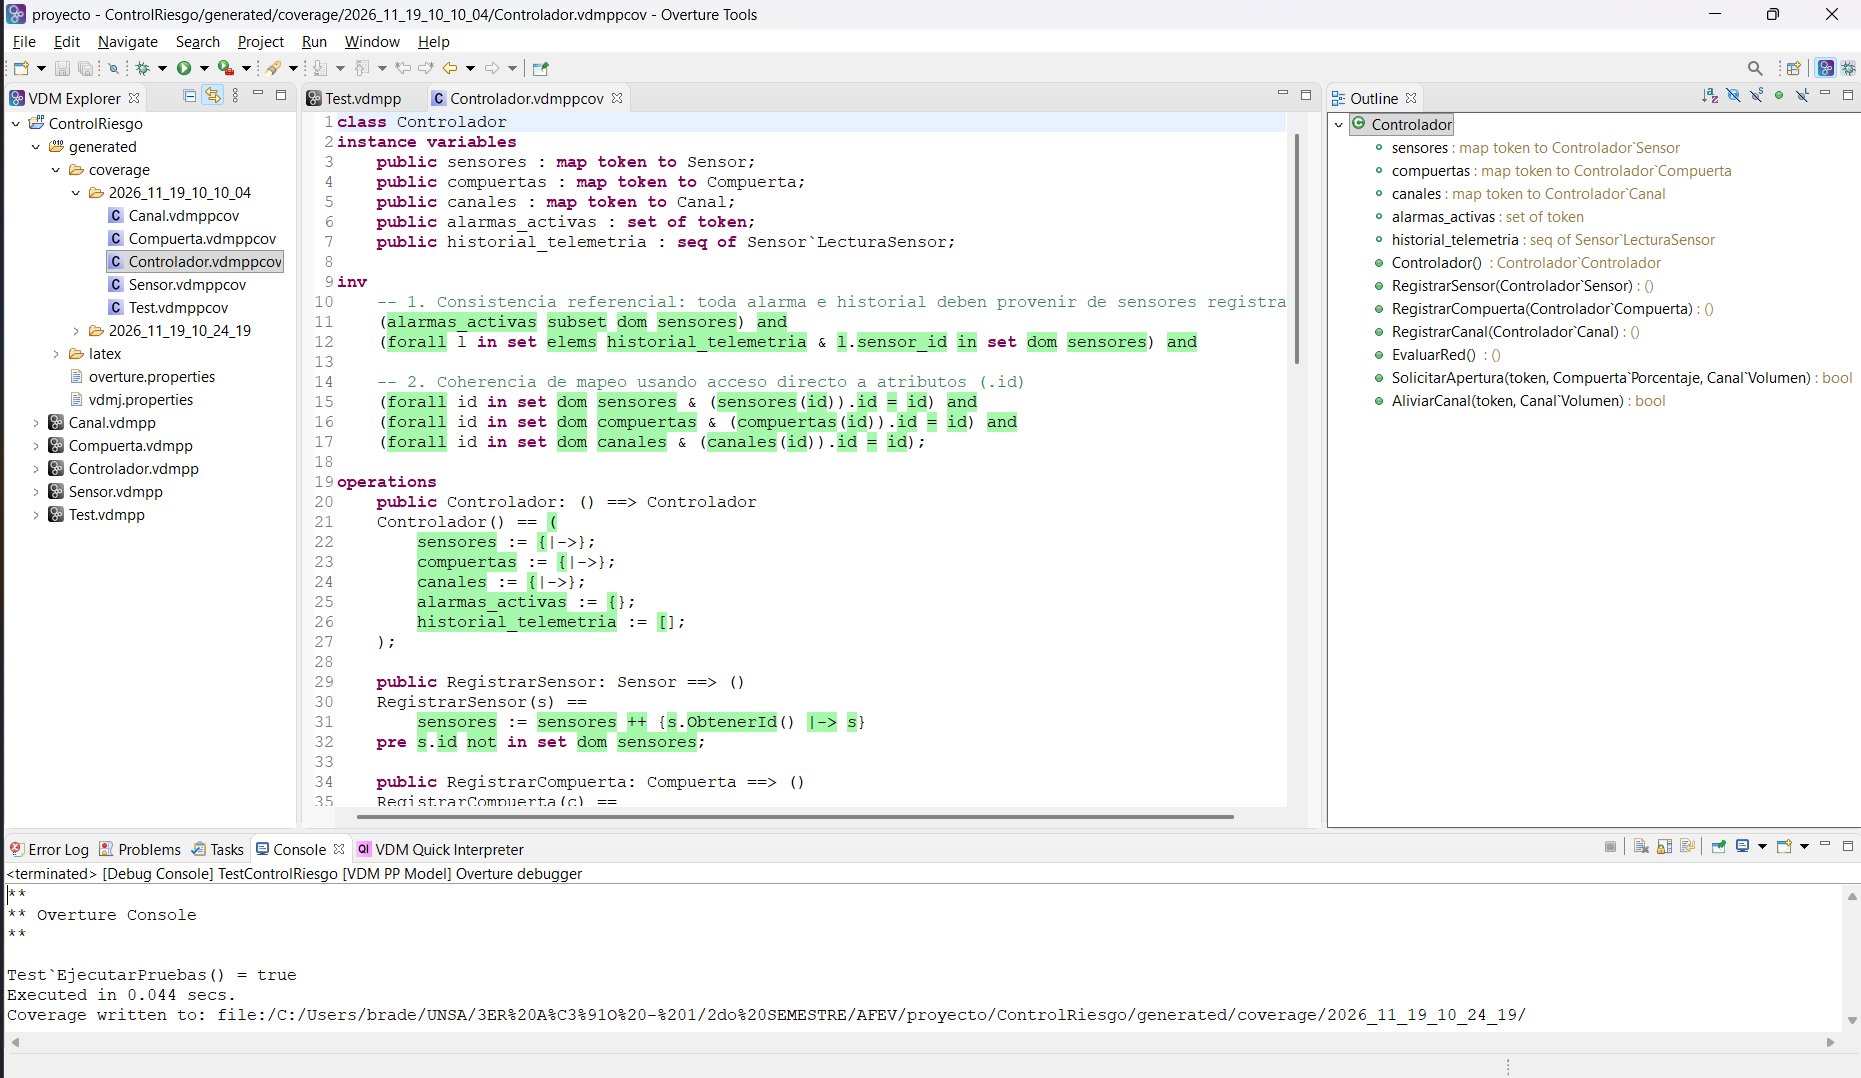 proyecto - ControlRiesgo/generated/coverage/2026_11_19_10_10_04/Controlador.vdmppcov - Overture Tools
File Edit Navigate Search Project Run Window Help
VDM Explorer
ControlRiesgo
generated
coverage
2026_11_19_10_10_04
Canal.vdmppcov
Compuerta.vdmppcov
Controlador.vdmppcov
Sensor.vdmppcov
Test.vdmppcov
2026_11_19_10_24_19
latex
overture.properties
vdmj.properties
Canal.vdmpp
Compuerta.vdmpp
Controlador.vdmpp
Sensor.vdmpp
Test.vdmpp
Test.vdmpp Controlador.vdmppcov
1 class Controlador
2 instance variables
3 public sensores : map token to Sensor;
4 public compuertas : map token to Compuerta;
5 public canales : map token to Canal;
6 public alarmas_activas : set of token;
7 public historial_telemetria : seq of Sensor`LecturaSensor;
8
9 inv
10 -- 1. Consistencia referencial: toda alarma e historial deben provenir de sensores registra
11 (alarmas_activas subset dom sensores) and
12 (forall l in set elems historial_telemetria & l.sensor_id in set dom sensores) and
13
14 -- 2. Coherencia de mapeo usando acceso directo a atributos (.id)
15 (forall id in set dom sensores & (sensores(id)).id = id) and
16 (forall id in set dom compuertas & (compuertas(id)).id = id) and
17 (forall id in set dom canales & (canales(id)).id = id);
18
19 operations
20 public Controlador: () ==> Controlador
21 Controlador() == (
22 sensores := {|->};
23 compuertas := {|->};
24 canales := {|->};
25 alarmas_activas := {};
26 historial_telemetria := [];
27 );
28
29 public RegistrarSensor: Sensor ==> ()
30 RegistrarSensor(s) ==
31 sensores := sensores ++ {s.ObtenerId() |-> s}
32 pre s.id not in set dom sensores;
33
34 public RegistrarCompuerta: Compuerta ==> ()
35 RegistrarCompuerta(c) ==
Outline
Controlador
sensores : map token to Controlador`Sensor
compuertas : map token to Controlador`Compuerta
canales : map token to Controlador`Canal
alarmas_activas : set of token
historial_telemetria : seq of Sensor`LecturaSensor
Controlador() : Controlador`Controlador
RegistrarSensor(Controlador`Sensor) : ()
RegistrarCompuerta(Controlador`Compuerta) : ()
RegistrarCanal(Controlador`Canal) : ()
EvaluarRed() : ()
SolicitarApertura(token, Compuerta`Porcentaje, Canal`Volumen) : bool
AliviarCanal(token, Canal`Volumen) : bool
Error Log Problems Tasks Console VDM Quick Interpreter
<terminated> [Debug Console] TestControlRiesgo [VDM PP Model] Overture debugger
**
** Overture Console
**
Test`EjecutarPruebas() = true
Executed in 0.044 secs.
Coverage written to: file:/C:/Users/brade/UNSA/3ER%20A%C3%91O%20-%201/2do%20SEMESTRE/AFEV/proyecto/ControlRiesgo/generated/coverage/2026_11_19_10_24_19/